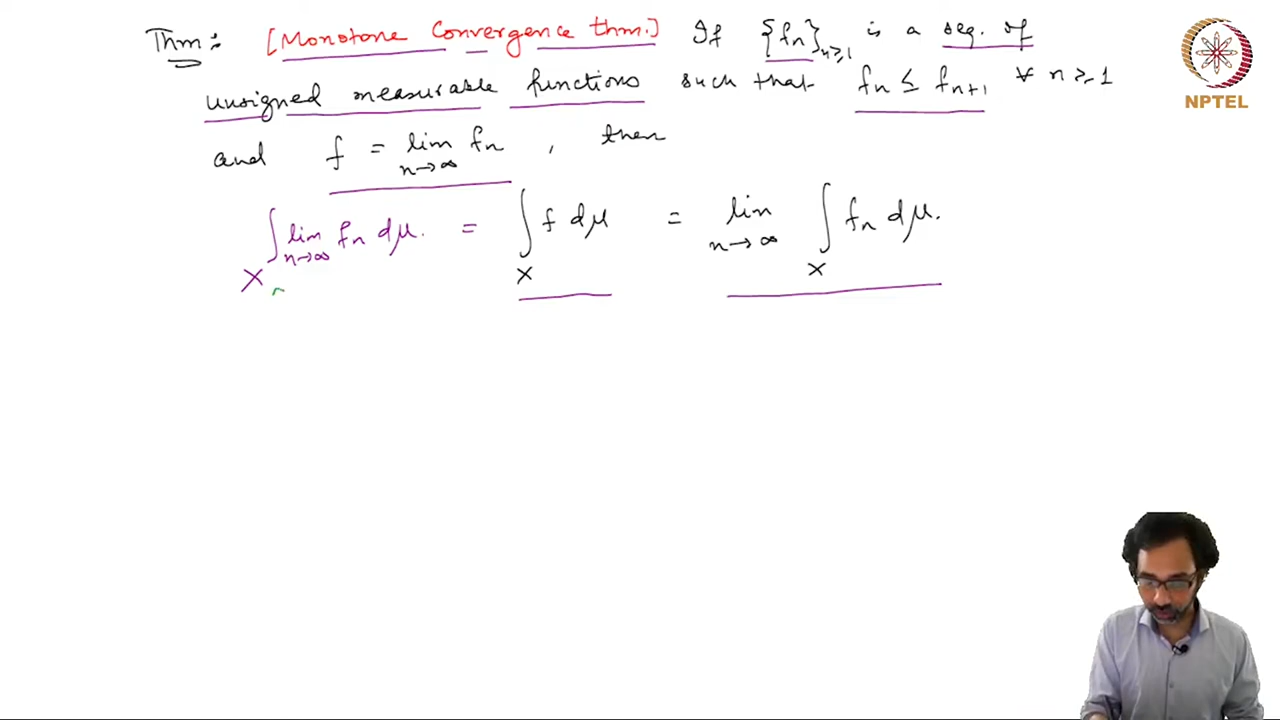 Thm: [Monotone Convergence thm.] If {fn}n≥1 is a seq. of
unsigned measurable functions such that fn ≤ fn+1 ∀ n ≥ 1
and f = lim n→∞ fn , then
∫X lim n→∞ fn dμ. = ∫X f dμ = lim n→∞ ∫X fn dμ.
NPTEL